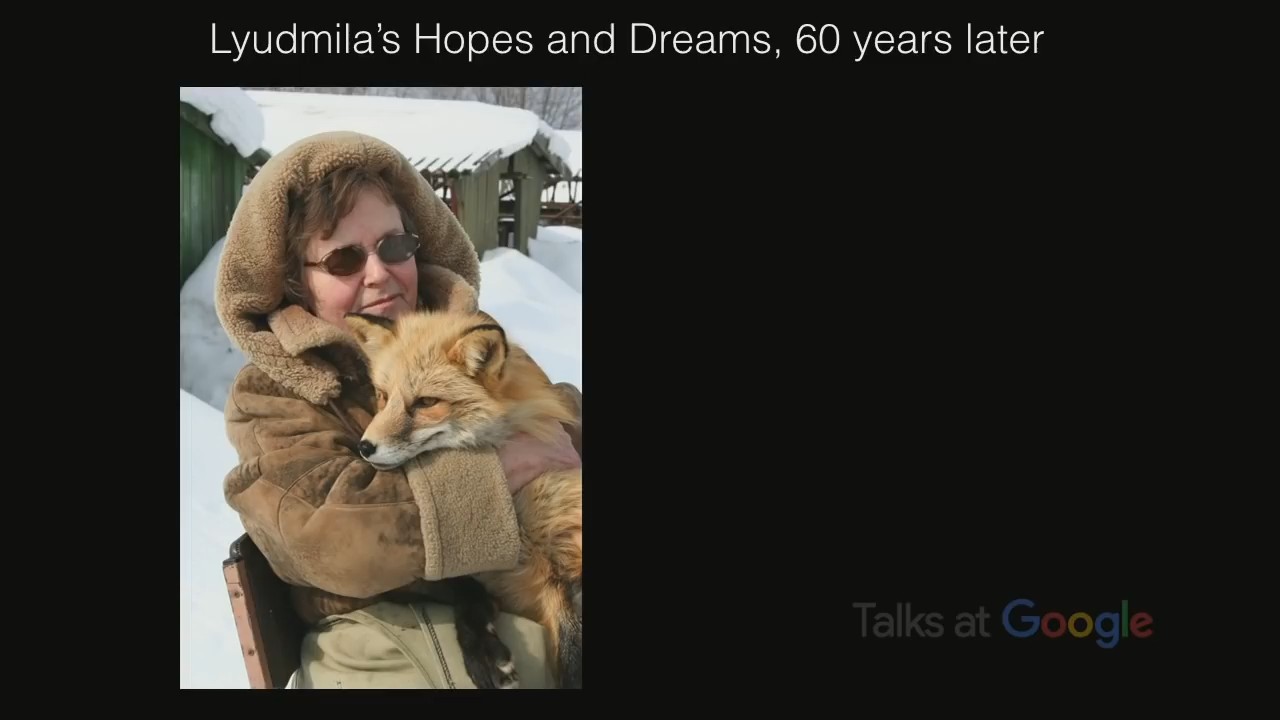 Lyudmila’s Hopes and Dreams, 60 years later
Talks at Google